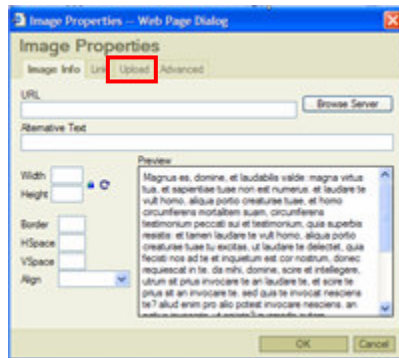 Image Properties -- Web Page Dialog
Image Properties
Image Info Link Upload Advanced
URL
Browse Server
Alternative Text
Preview
Width
Height
Border
HSpace
VSpace
Align
Magnus es, domine, et laudabilis valde: magna virtus
tua, et sapientiae tuae non est numerus. et laudare te
vult homo, aliqua portio creaturae tuae, et homo
circumferens mortalitem suam, circumferens
testimonium peccati sui et testimonium, quia superbis
resistis: et tamen laudare te vult homo, aliqua portio
creaturae tuae.tu excitas, ut laudare te delectet, quia
fecisti nos ad te et inquietum est cor nostrum, donec
requiescat in te. da mihi, domine, scire et intellegere,
utrum sit prius invocare te an laudare te, et scire te
prius sit an invocare te. sed quis te invocat nesciens
te? aliud enim pro alio potest invocare nesciens. an
OK Cancel